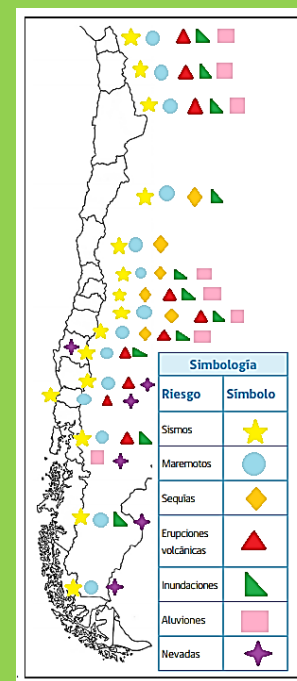 Simbología
Riesgo Símbolo
Sismos
Maremotos
Sequías
Erupciones
volcánicas
Inundaciones
Aluviones
Nevadas